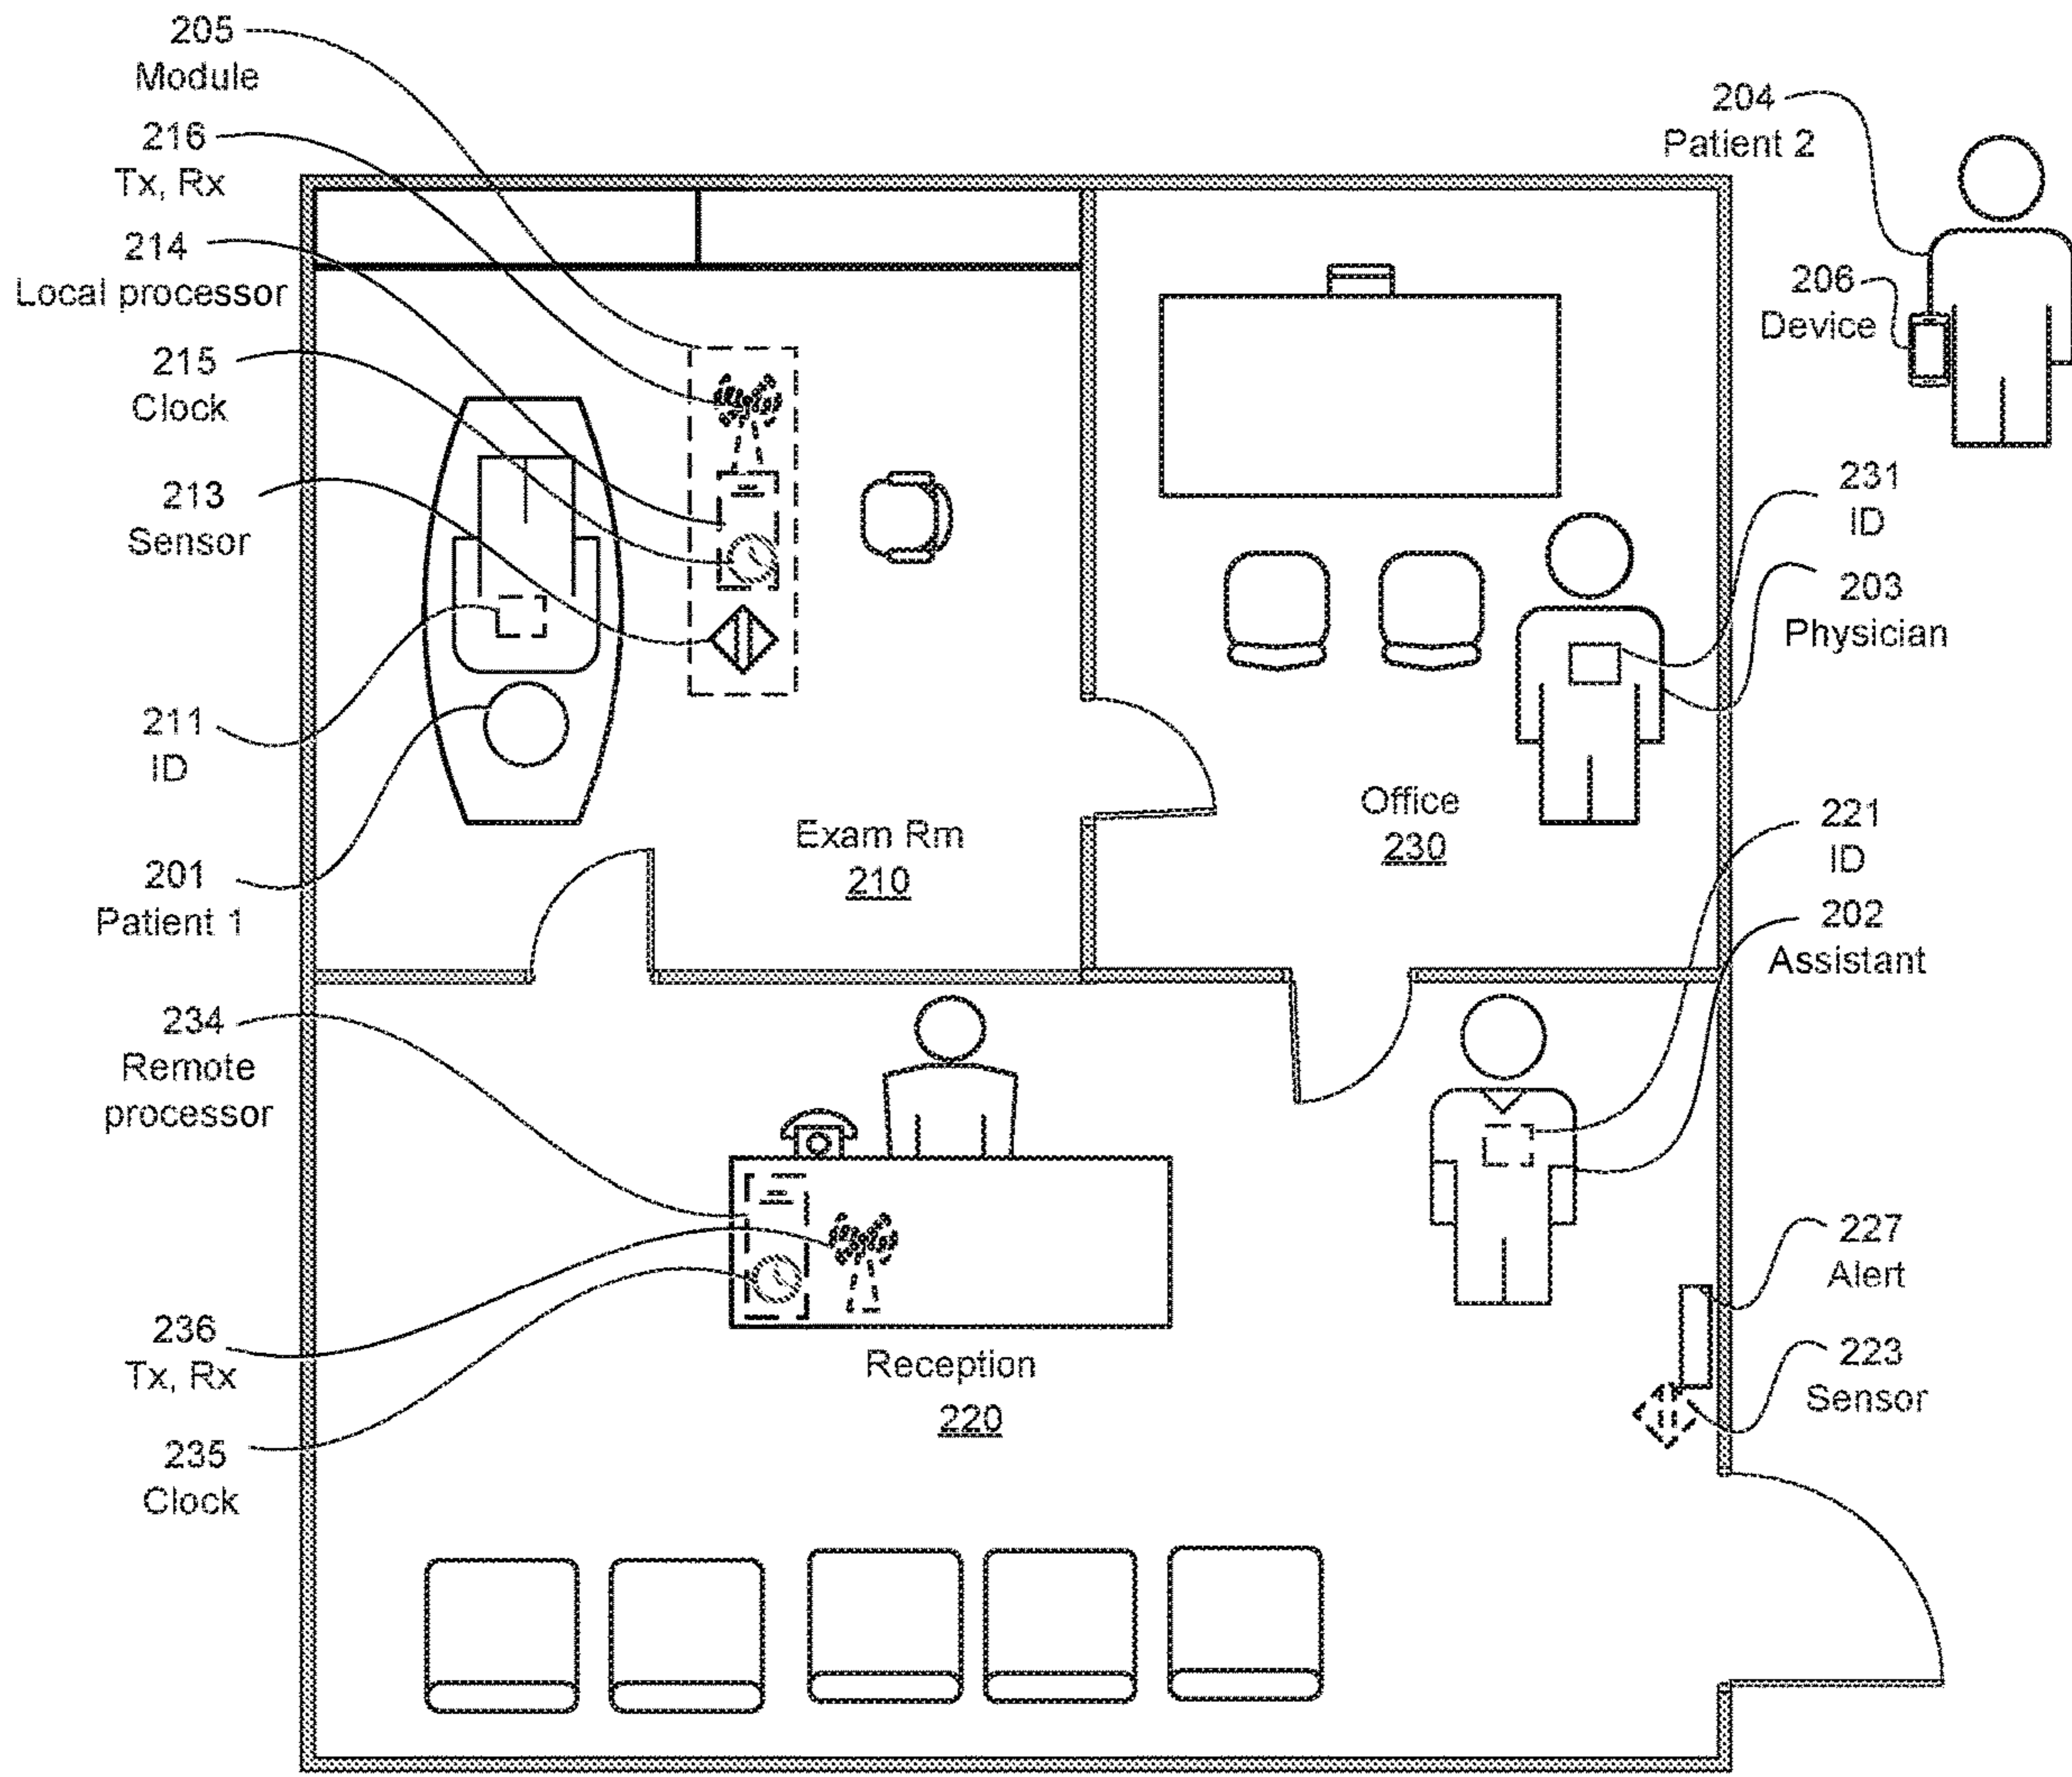 205
Module
216
Tx, Rx
214
Local processor
215
Clock
213
Sensor
211
ID
201
Patient 1
234
Remote
processor
236
Tx, Rx
235
Clock
Exam Rm
210
Office
230
Reception
220
204
Patient 2
206
Device
231
ID
203
Physician
221
ID
202
Assistant
227
Alert
223
Sensor